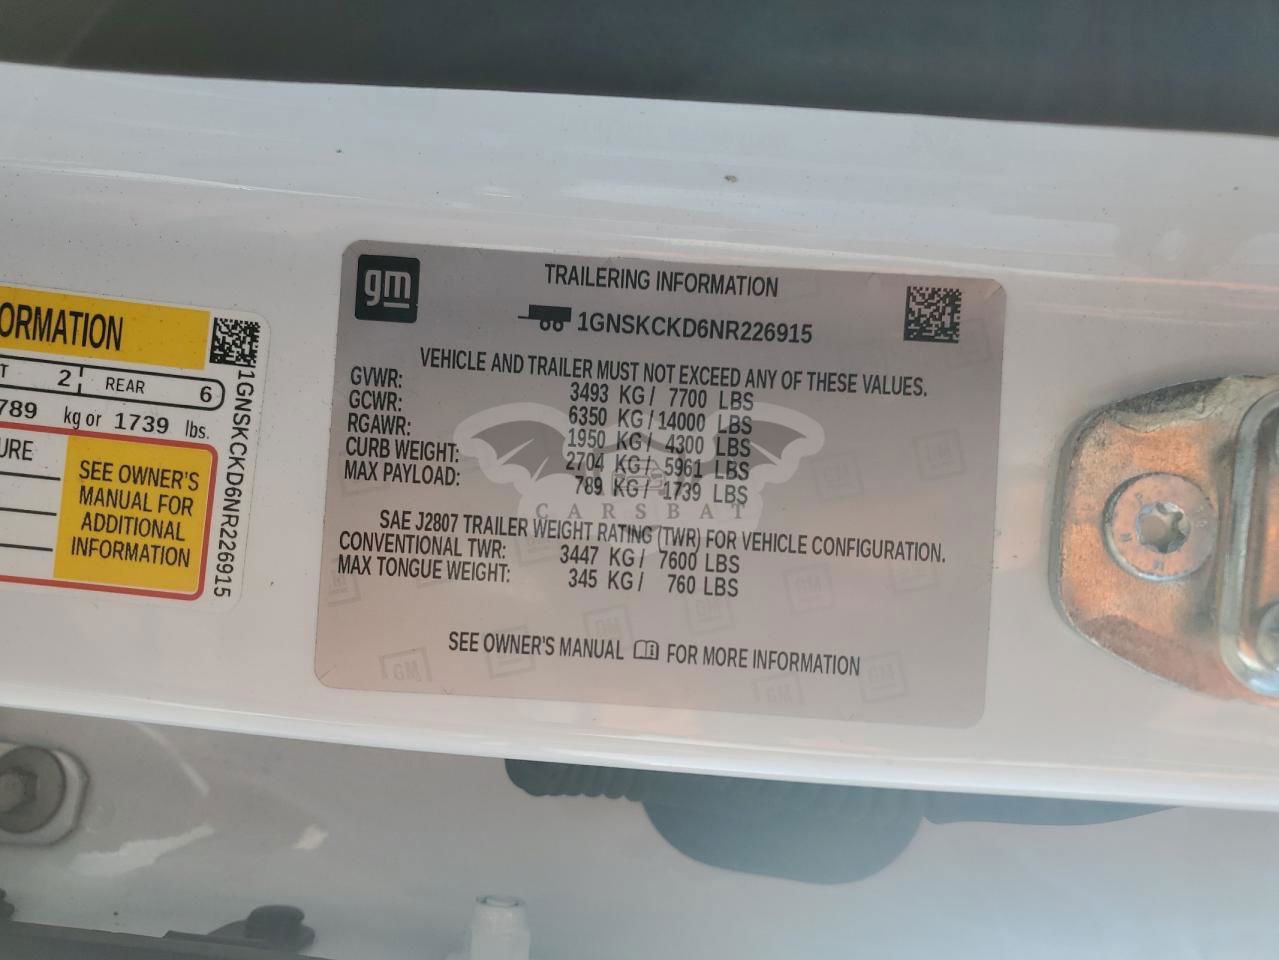 ORMATION
T 2 REAR 6
789 kg or 1739 lbs.
URE
SEE OWNER'S
MANUAL FOR
ADDITIONAL
INFORMATION
1GNSKCKD6NR226915
gm
TRAILERING INFORMATION
1GNSKCKD6NR226915
VEHICLE AND TRAILER MUST NOT EXCEED ANY OF THESE VALUES.
GVWR: 3493 KG/ 7700 LBS
GCWR: 6350 KG/14000 LBS
RGAWR: 1950 KG/ 4300 LBS
CURB WEIGHT: 2704 KG/ 5961 LBS
MAX PAYLOAD: 789 KG/ 1739 LBS
CARSBAT
SAE J2807 TRAILER WEIGHT RATING (TWR) FOR VEHICLE CONFIGURATION.
CONVENTIONAL TWR: 3447 KG/ 7600 LBS
MAX TONGUE WEIGHT: 345 KG/ 760 LBS
SEE OWNER'S MANUAL FOR MORE INFORMATION
GM
GM
GM